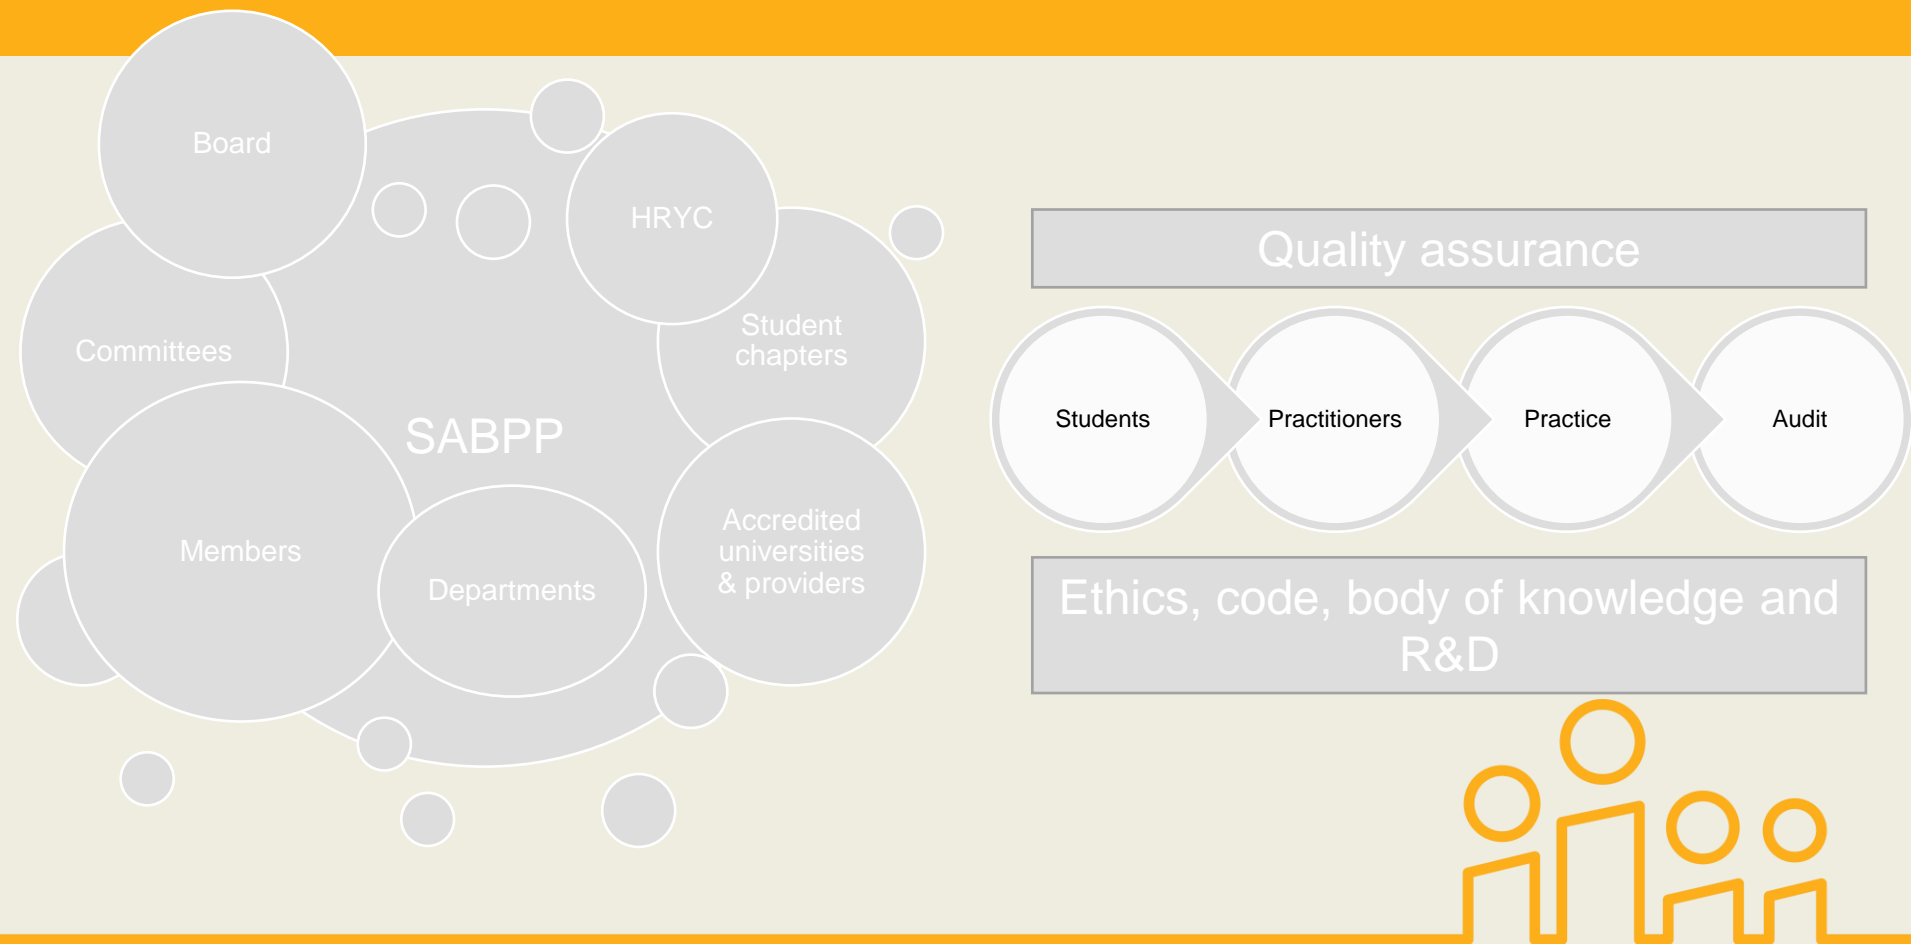 Board
HRYC
Committees
Student
chapters
SABPP
Members
Departments
Accredited
universities
& providers
Quality assurance
Students
Practitioners
Practice
Audit
Ethics, code, body of knowledge and
R&D